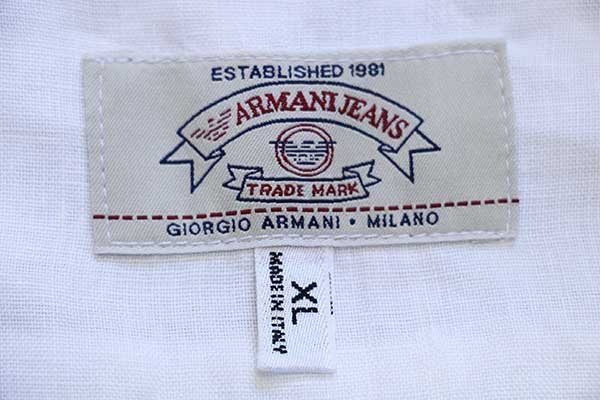 ESTABLISHED 1981
ARMANI JEANS
TRADE MARK
GIORGIO ARMANI • MILANO
XL
MADE IN ITALY